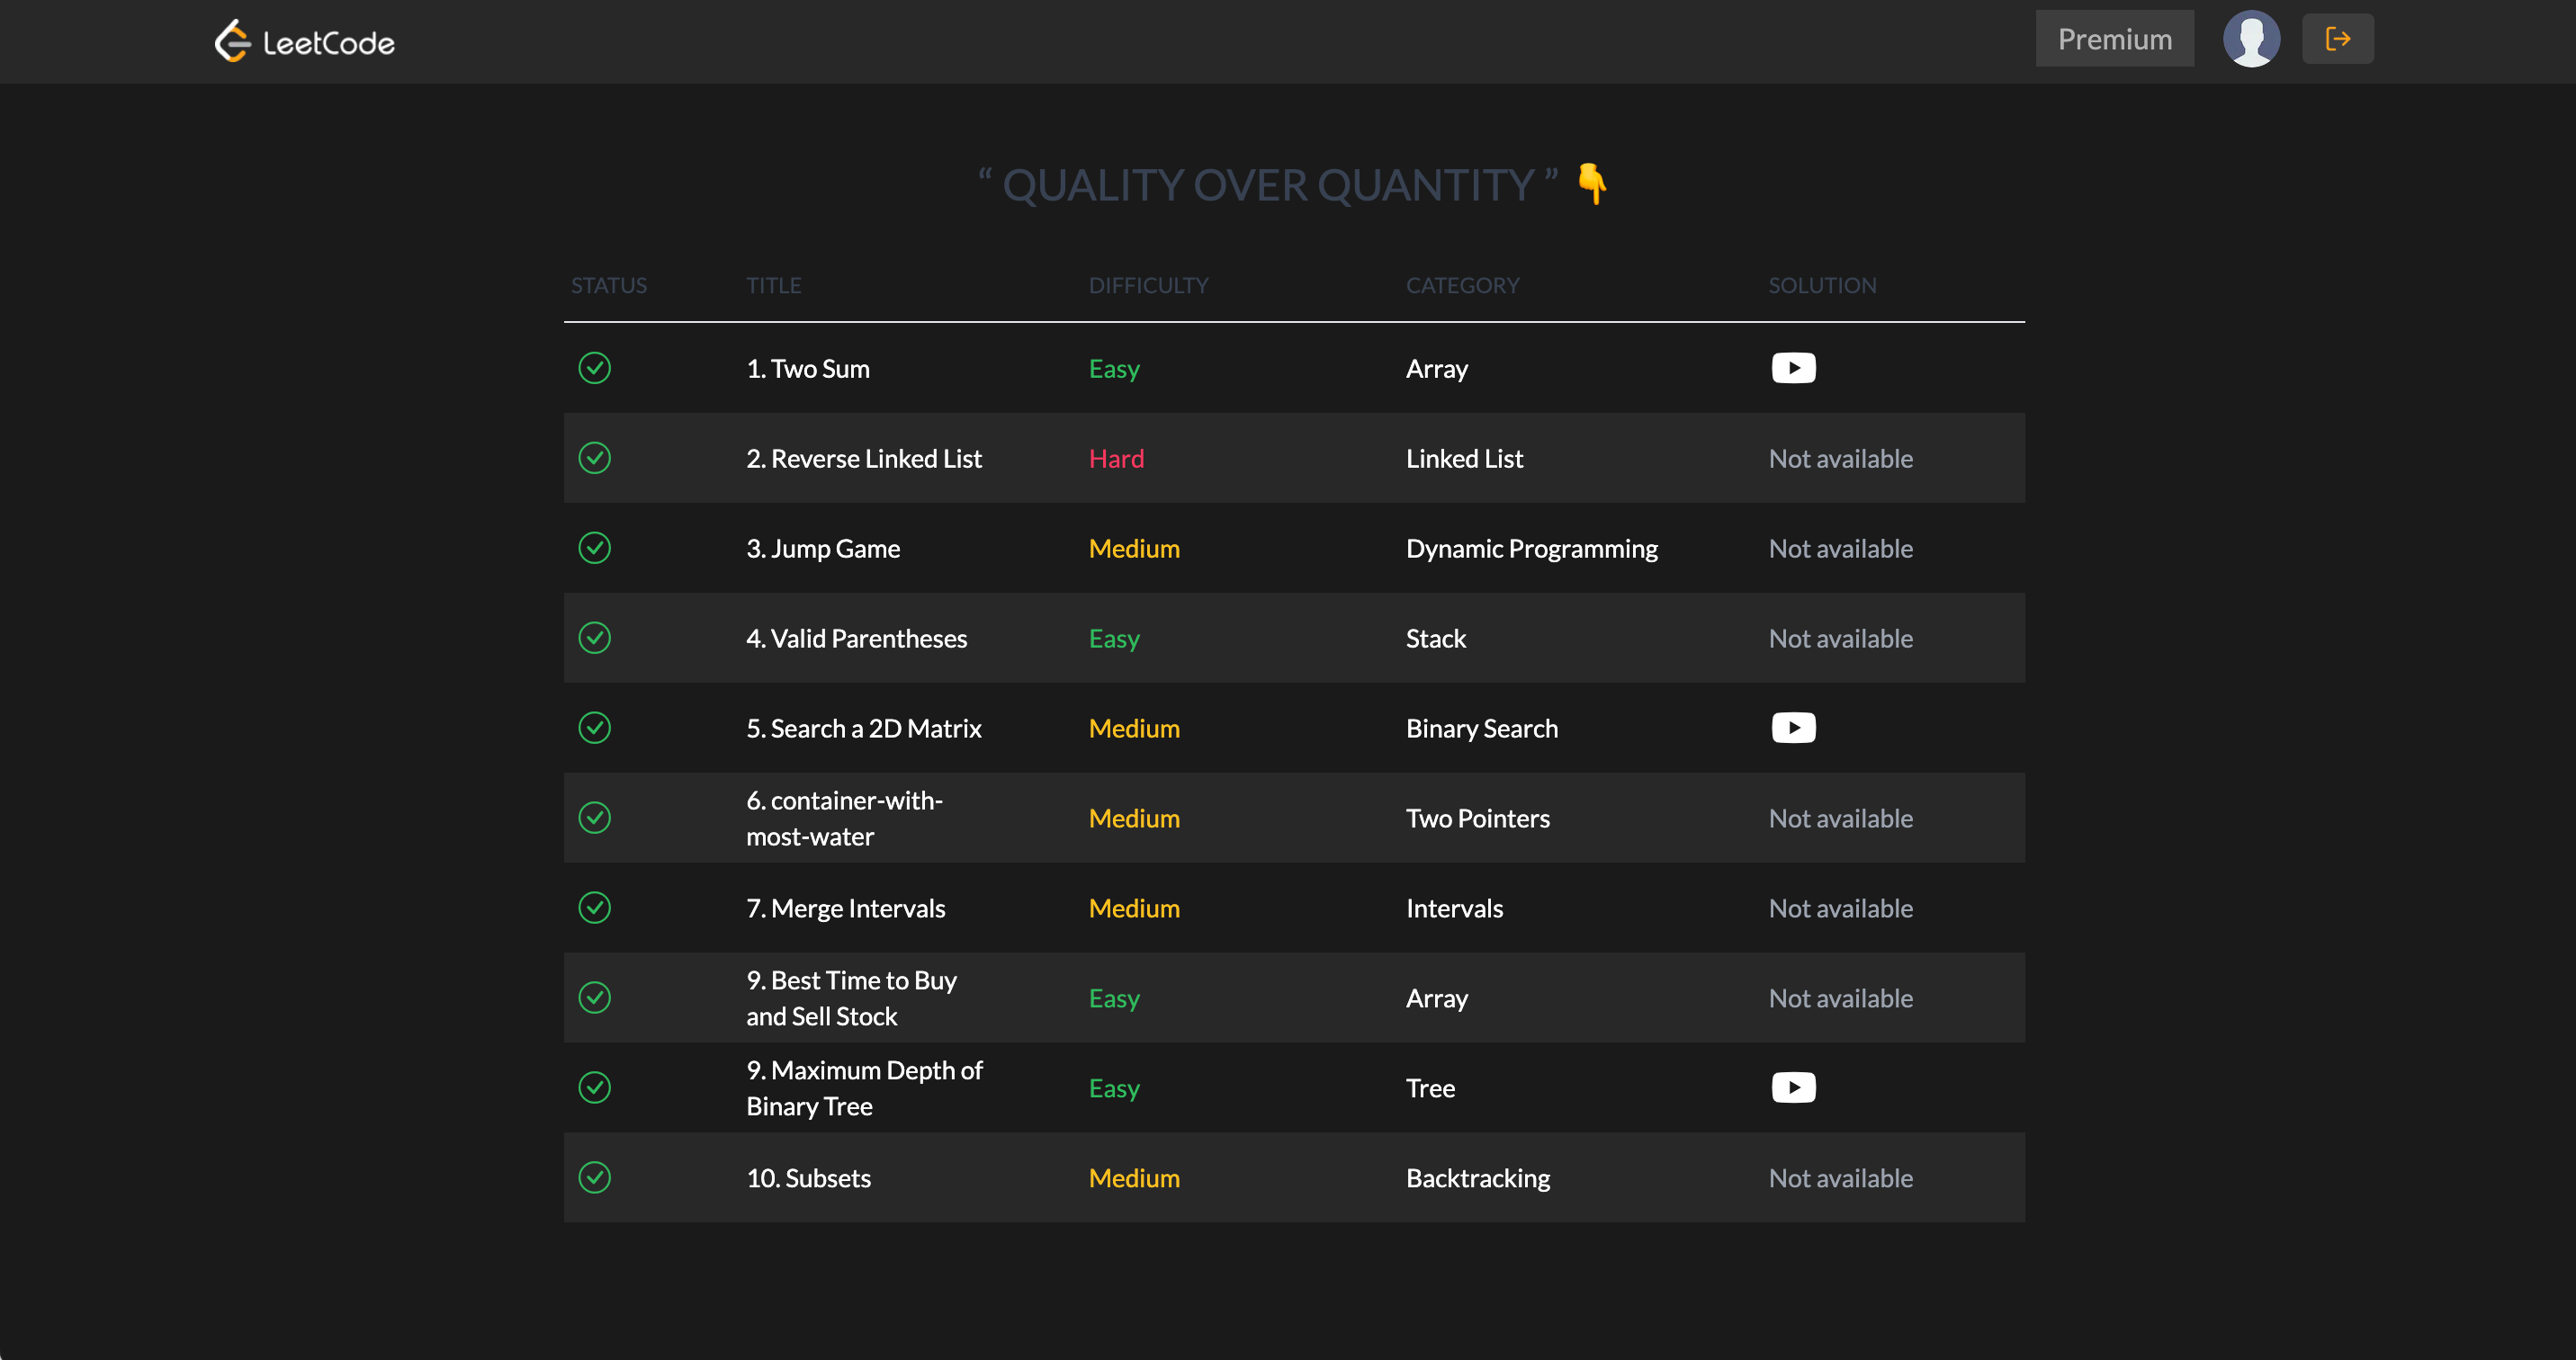 LeetCode
Premium
“ QUALITY OVER QUANTITY ” 👇
STATUS TITLE DIFFICULTY CATEGORY SOLUTION
1. Two Sum Easy Array
2. Reverse Linked List Hard Linked List Not available
3. Jump Game Medium Dynamic Programming Not available
4. Valid Parentheses Easy Stack Not available
5. Search a 2D Matrix Medium Binary Search
6. container-with-
most-water Medium Two Pointers Not available
7. Merge Intervals Medium Intervals Not available
9. Best Time to Buy
and Sell Stock Easy Array Not available
9. Maximum Depth of
Binary Tree Easy Tree
10. Subsets Medium Backtracking Not available